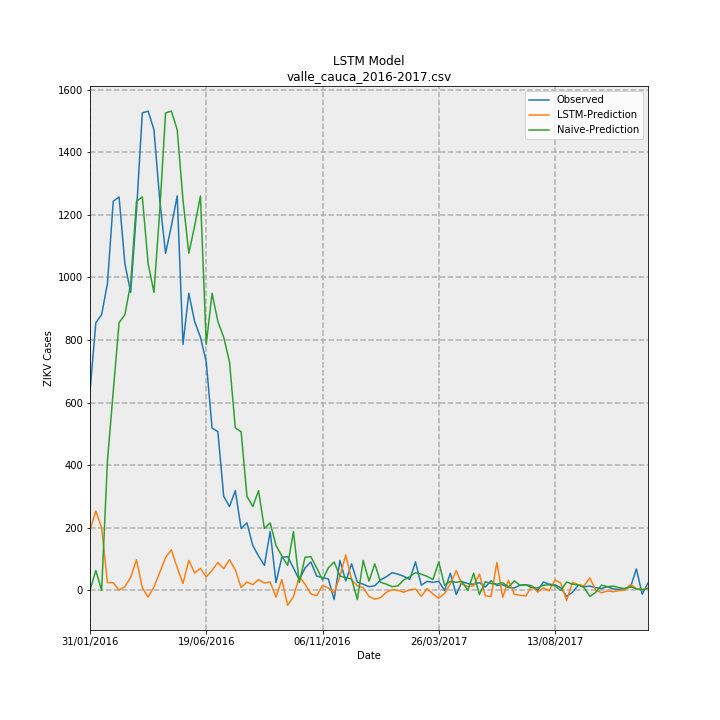 LSTM Model
valle_cauca_2016-2017.csv
Observed
LSTM-Prediction
Naive-Prediction
ZIKV Cases
1600
1400
1200
1000
800
600
400
200
0
31/01/2016 19/06/2016 06/11/2016 26/03/2017 13/08/2017
Date